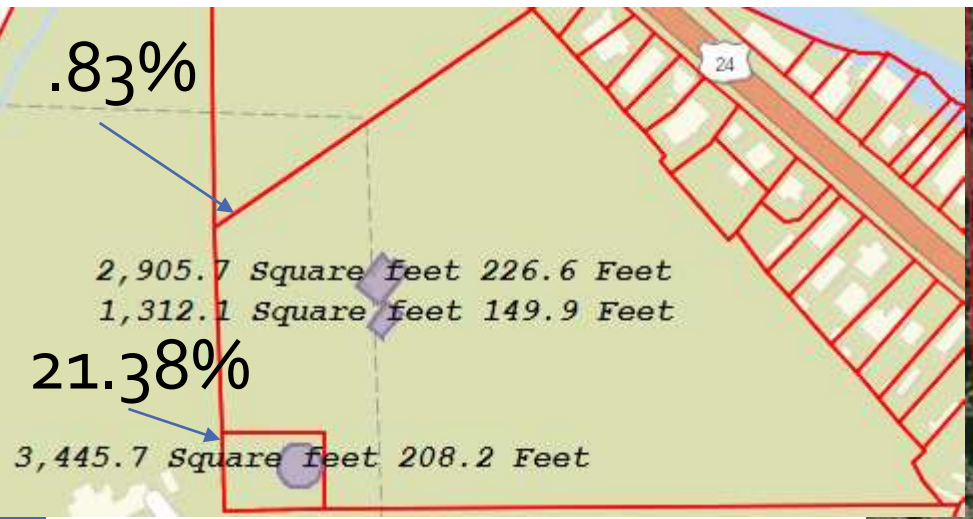 .83%
24
2,905.7 Square feet 226.6 Feet
1,312.1 Square feet 149.9 Feet
21.38%
3,445.7 Square feet 208.2 Feet